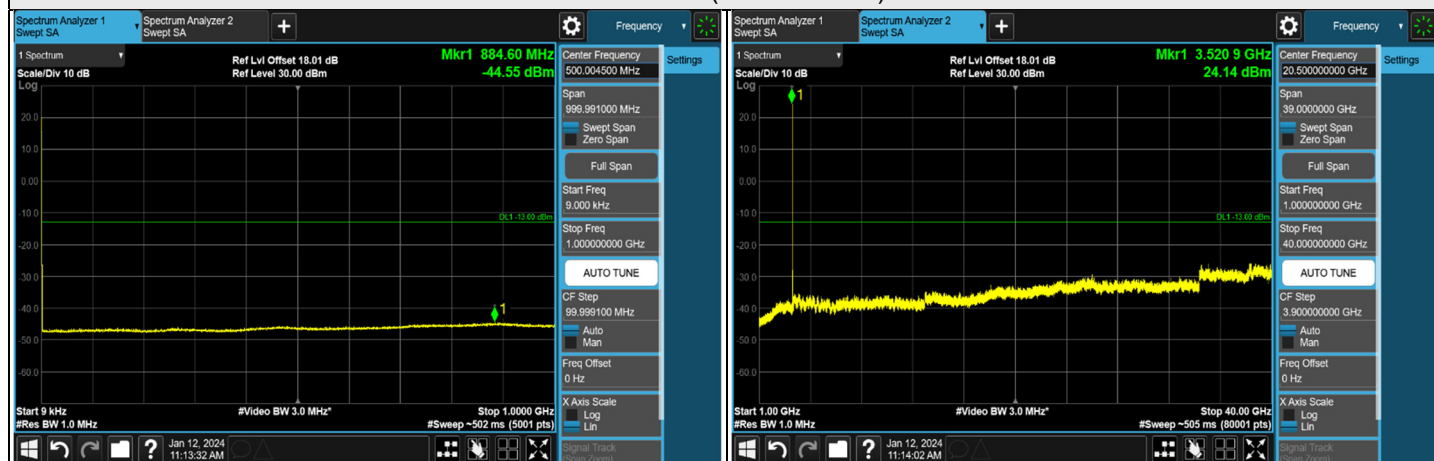 Spectrum Analyzer 1
Swept SA
Spectrum Analyzer 2
Swept SA
+
Frequency
1 Spectrum
Scale/Div 10 dB
Log
Ref Lvl Offset 18.01 dB
Ref Level 30.00 dBm
Mkr1 884.60 MHz
-44.55 dBm
20.0
10.0
0.00
-10.0
-20.0
-30.0
-40.0
-50.0
-60.0
DL1 -13.00 dBm
1
Start 9 kHz
#Res BW 1.0 MHz
#Video BW 3.0 MHz*
Stop 1.0000 GHz
#Sweep ~502 ms (5001 pts)
Center Frequency
500.004500 MHz
Settings
Span
999.991000 MHz
Swept Span
Zero Span
Full Span
Start Freq
9.000 kHz
Stop Freq
1.000000000 GHz
AUTO TUNE
CF Step
99.999100 MHz
Auto
Man
Freq Offset
0 Hz
X Axis Scale
Log
Lin
Signal Track
(Span Zoom)
?
Jan 12, 2024
11:13:32 AM
Spectrum Analyzer 1
Swept SA
Spectrum Analyzer 2
Swept SA
+
Frequency
1 Spectrum
Scale/Div 10 dB
Log
Ref Lvl Offset 18.01 dB
Ref Level 30.00 dBm
Mkr1 3.520 9 GHz
24.14 dBm
1
20.0
10.0
0.00
-10.0
-20.0
-30.0
-40.0
-50.0
-60.0
DL1 -13.00 dBm
Start 1.00 GHz
#Res BW 1.0 MHz
#Video BW 3.0 MHz*
Stop 40.00 GHz
#Sweep ~505 ms (80001 pts)
Center Frequency
20.500000000 GHz
Settings
Span
39.0000000 GHz
Swept Span
Zero Span
Full Span
Start Freq
1.000000000 GHz
Stop Freq
40.000000000 GHz
AUTO TUNE
CF Step
3.900000000 GHz
Auto
Man
Freq Offset
0 Hz
X Axis Scale
Log
Lin
Signal Track
(Span Zoom)
?
Jan 12, 2024
11:14:02 AM